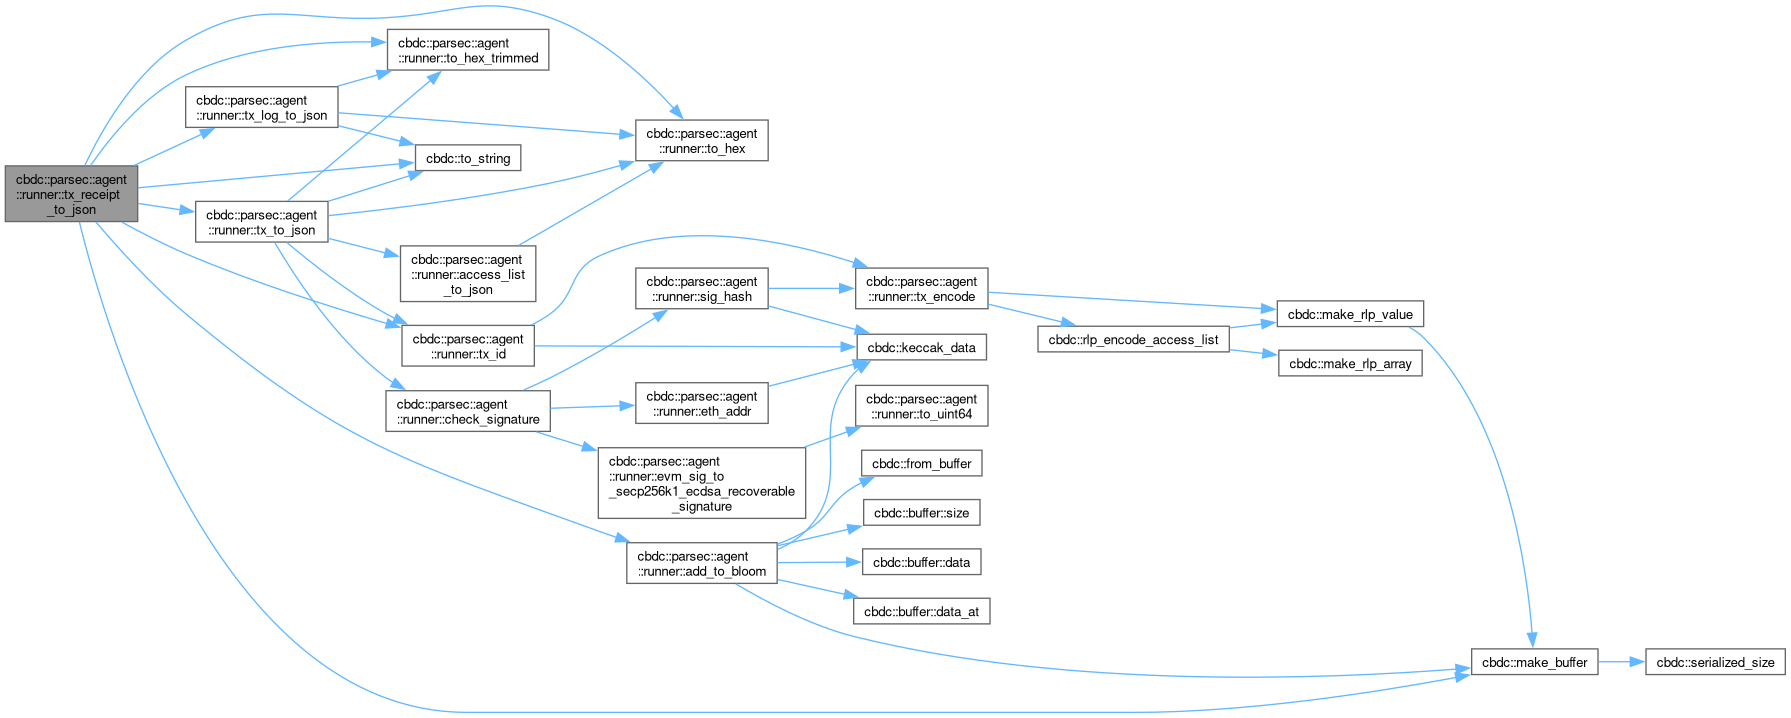 cbdc::parsec::agent
::runner::tx_receipt
_to_json
cbdc::parsec::agent
::runner::to_hex_trimmed
cbdc::parsec::agent
::runner::tx_log_to_json
cbdc::to_string
cbdc::parsec::agent
::runner::tx_to_json
cbdc::parsec::agent
::runner::access_list
_to_json
cbdc::parsec::agent
::runner::tx_id
cbdc::parsec::agent
::runner::check_signature
cbdc::parsec::agent
::runner::to_hex
cbdc::parsec::agent
::runner::sig_hash
cbdc::parsec::agent
::runner::eth_addr
cbdc::parsec::agent
::runner::evm_sig_to
_secp256k1_ecdsa_recoverable
_signature
cbdc::parsec::agent
::runner::add_to_bloom
cbdc::parsec::agent
::runner::tx_encode
cbdc::keccak_data
cbdc::parsec::agent
::runner::to_uint64
cbdc::from_buffer
cbdc::buffer::size
cbdc::buffer::data
cbdc::buffer::data_at
cbdc::rlp_encode_access_list
cbdc::make_rlp_value
cbdc::make_rlp_array
cbdc::make_buffer
cbdc::serialized_size